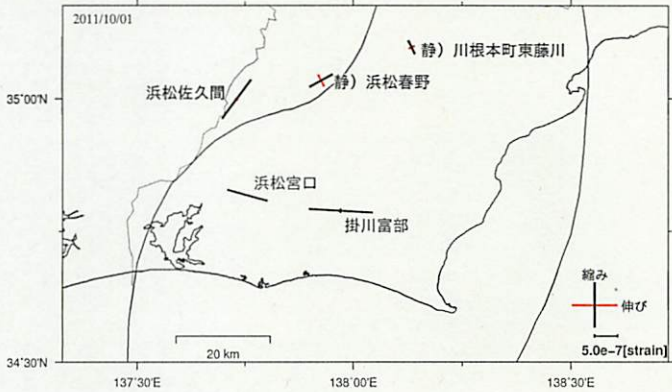 2011/10/01
静）川根本町東藤川
静）浜松春野
浜松佐久間
35°00'N
浜松宮口
掛川富部
縮み
伸び
20 km
5.0e-7[strain]
34°30'N
137°30'E
138°00'E
138°30'E